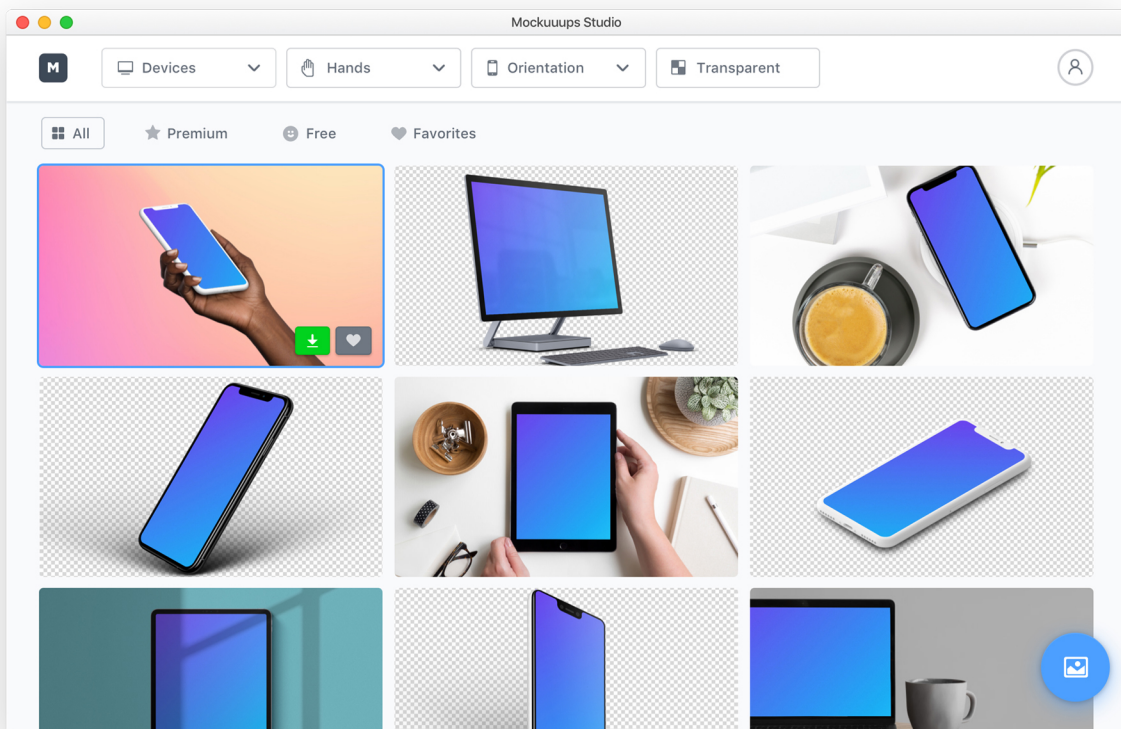 Mockuuups Studio
M
Devices
Hands
Orientation
Transparent
All
Premium
Free
Favorites